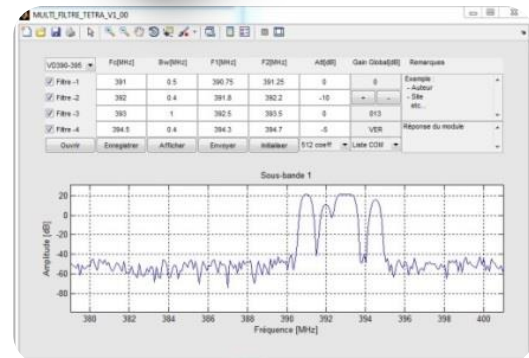 MULTI_FILTRE_TETRA_V1_00
VD390-395 Fc[MHz] Bw[MHz] F1[MHz] F2[MHz] Att[dB] Gain Global[dB] Remarques
Filtre -1 391 0.5 390.75 391.25 0 0 Exemple :
- Auteur
Filtre -2 392 0.4 391.8 392.2 -10 + - - Site
etc...
Filtre -3 393 1 392.5 393.5 0 013
Filtre -4 394.5 0.4 394.3 394.7 -5 VER Réponse du module
Ouvrir Enregistrer Afficher Envoyer Initialiser 512 coeff Liste COM
Sous-bande 1
Amplitude [dB]
20
0
-20
-40
-60
-80
380 382 384 386 388 390 392 394 396 398 400
Fréquence [MHz]